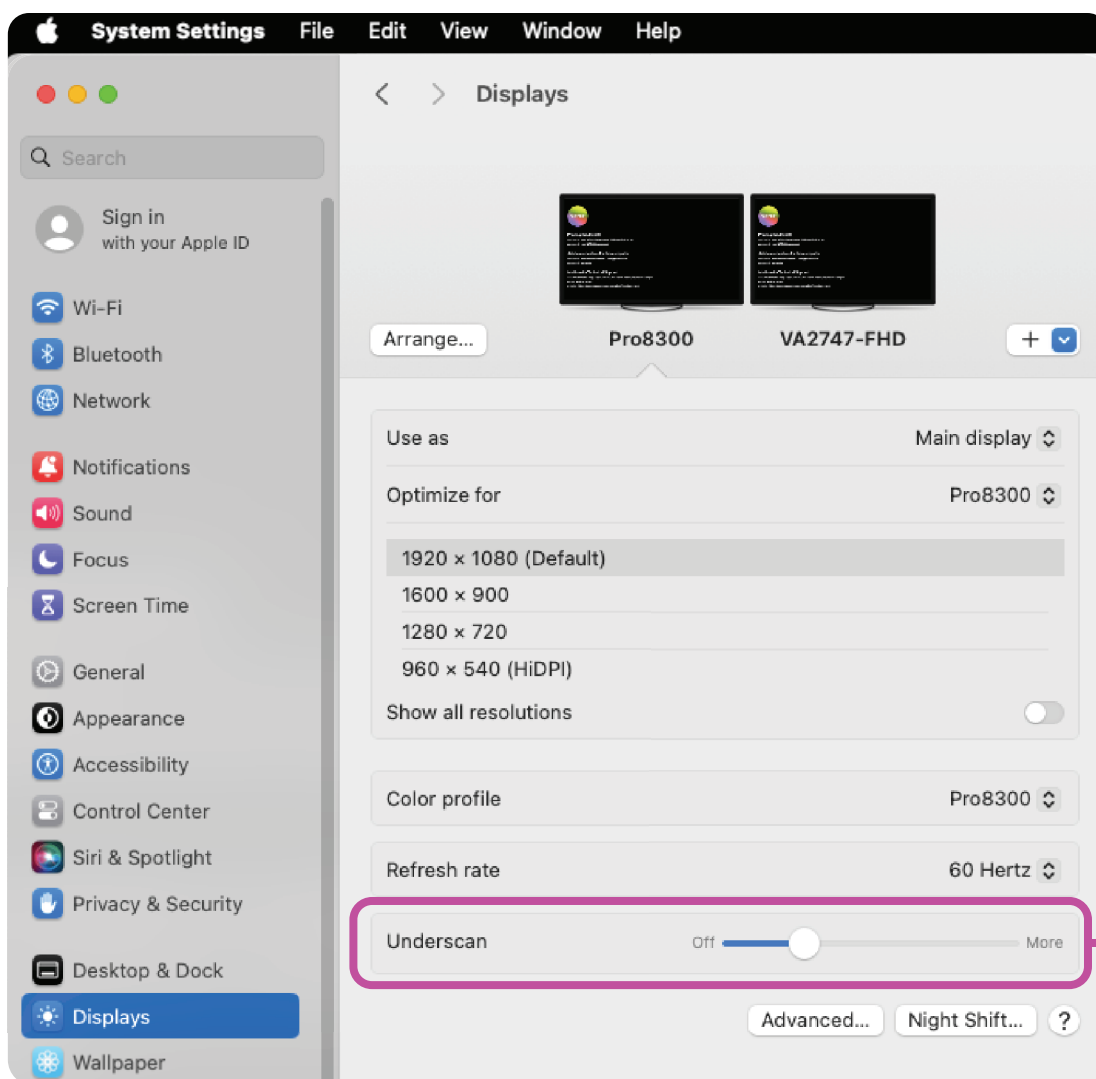 System Settings File Edit View Window Help
Displays
Search
Sign in
with your Apple ID
Wi-Fi
Bluetooth
Network
Notifications
Sound
Focus
Screen Time
General
Appearance
Accessibility
Control Center
Siri & Spotlight
Privacy & Security
Desktop & Dock
Displays
Wallpaper
Arrange...
Pro8300
VA2747-FHD
+
Use as Main display
Optimize for Pro8300
1920 × 1080 (Default)
1600 × 900
1280 × 720
960 × 540 (HiDPI)
Show all resolutions
Color profile Pro8300
Refresh rate 60 Hertz
Underscan Off More
Advanced... Night Shift... ?